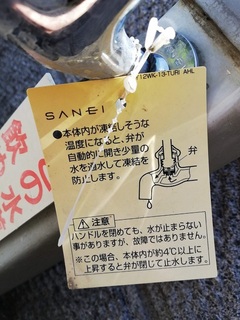 12WK-13-TURI AHL
SANEI
●本体内が凍結しそうな
温度になると、弁が
自動的に開き少量の
水を排水して凍結を
防止します。
弁
⚠注意
ハンドルを閉めても、水が止まらない
事がありますが、故障ではありません。
※この場合、本体内が約4℃以上に
上昇すると弁が閉じて止水します。
この水
飲